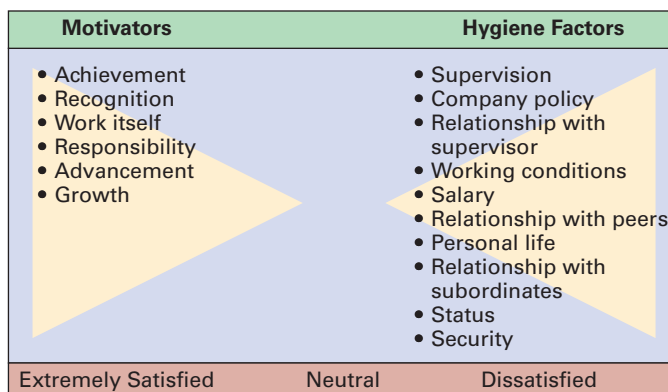 Motivators
Hygiene Factors
• Achievement
• Recognition
• Work itself
• Responsibility
• Advancement
• Growth
• Supervision
• Company policy
• Relationship with
supervisor
• Working conditions
• Salary
• Relationship with peers
• Personal life
• Relationship with
subordinates
• Status
• Security
Extremely Satisfied
Neutral
Dissatisfied